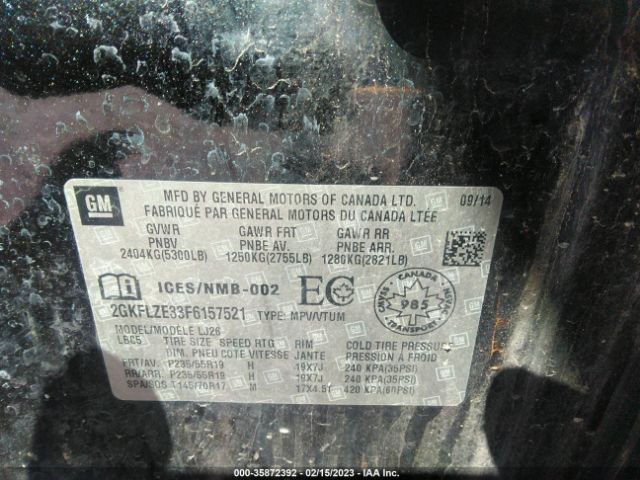 GM
MFD BY GENERAL MOTORS OF CANADA LTD. 09/14
FABRIQUÉ PAR GENERAL MOTORS DU CANADA LTÉE
GVWR GAWR FRT GAWR RR
PNBV PNBE AV. PNBE ARR.
2404KG(5300LB) 1250KG(2755LB) 1280KG(2821LB)
ICES/NMB-002 EC
CANADA
985
TRANSPORT
2GKFLZE33F6157521 TYPE: MPV/VTUM
MODEL/MODÈLE LJ26
LBC5 TIRE SIZE SPEED RTG RIM COLD TIRE PRESSURE
DIM. PNEU COTE VITESSE JANTE PRESSION A FROID
FRT/AV. P235/55R19 H 19X7J 240 KPA(35PSI)
RR/ARR. P235/55R19 H 19X7J 240 KPA(35PSI)
SPA/SOS T145/70R17 M 17X4.5T 420 KPA(60PSI)
000-35872392 - 02/15/2023 - IAA Inc.